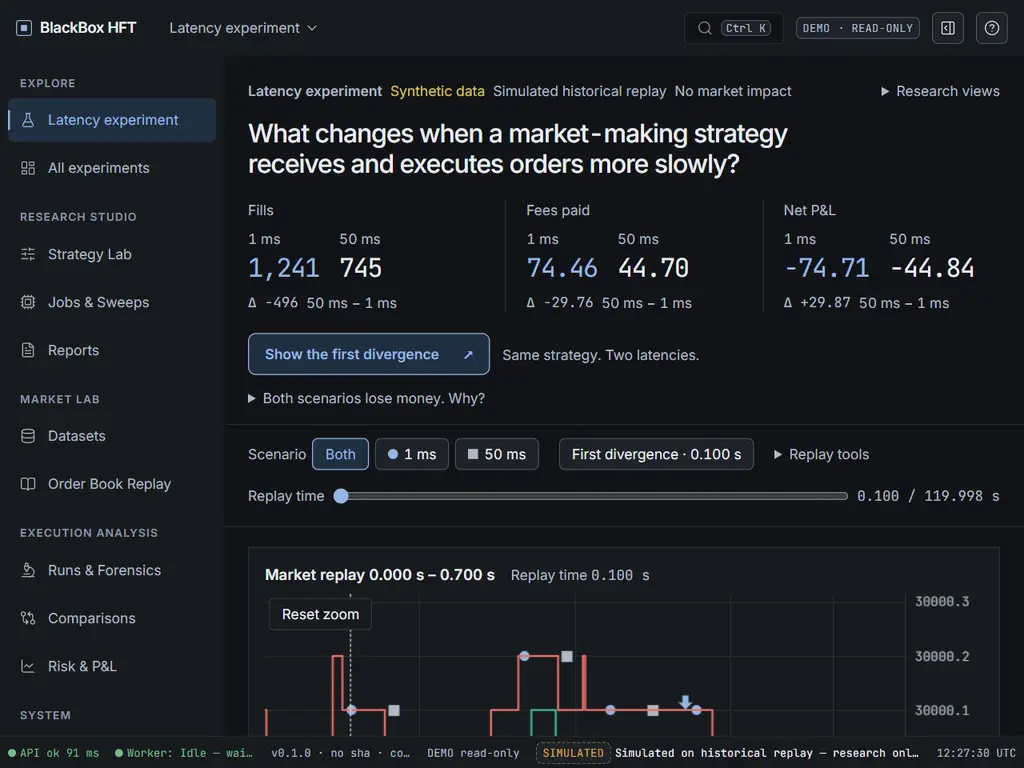 BlackBox HFT
Latency experiment
Ctrl K
DEMO · READ-ONLY
EXPLORE
Latency experiment
All experiments
RESEARCH STUDIO
Strategy Lab
Jobs & Sweeps
Reports
MARKET LAB
Datasets
Order Book Replay
EXECUTION ANALYSIS
Runs & Forensics
Comparisons
Risk & P&L
SYSTEM
Latency experiment Synthetic data Simulated historical replay No market impact
Research views
What changes when a market-making strategy
receives and executes orders more slowly?
Fills
1 ms 50 ms
1,241 745
Δ -496 50 ms – 1 ms
Fees paid
1 ms 50 ms
74.46 44.70
Δ -29.76 50 ms – 1 ms
Net P&L
1 ms 50 ms
-74.71 -44.84
Δ +29.87 50 ms – 1 ms
Show the first divergence ↗
Same strategy. Two latencies.
Both scenarios lose money. Why?
Scenario Both 1 ms 50 ms First divergence · 0.100 s Replay tools
Replay time 0.100 / 119.998 s
Market replay 0.000 s – 0.700 s Replay time 0.100 s
Reset zoom
30000.3
30000.2
30000.1
API ok 91 ms Worker: Idle — wai… v0.1.0 · no sha · co… DEMO read-only SIMULATED Simulated on historical replay — research onl… 12:27:30 UTC